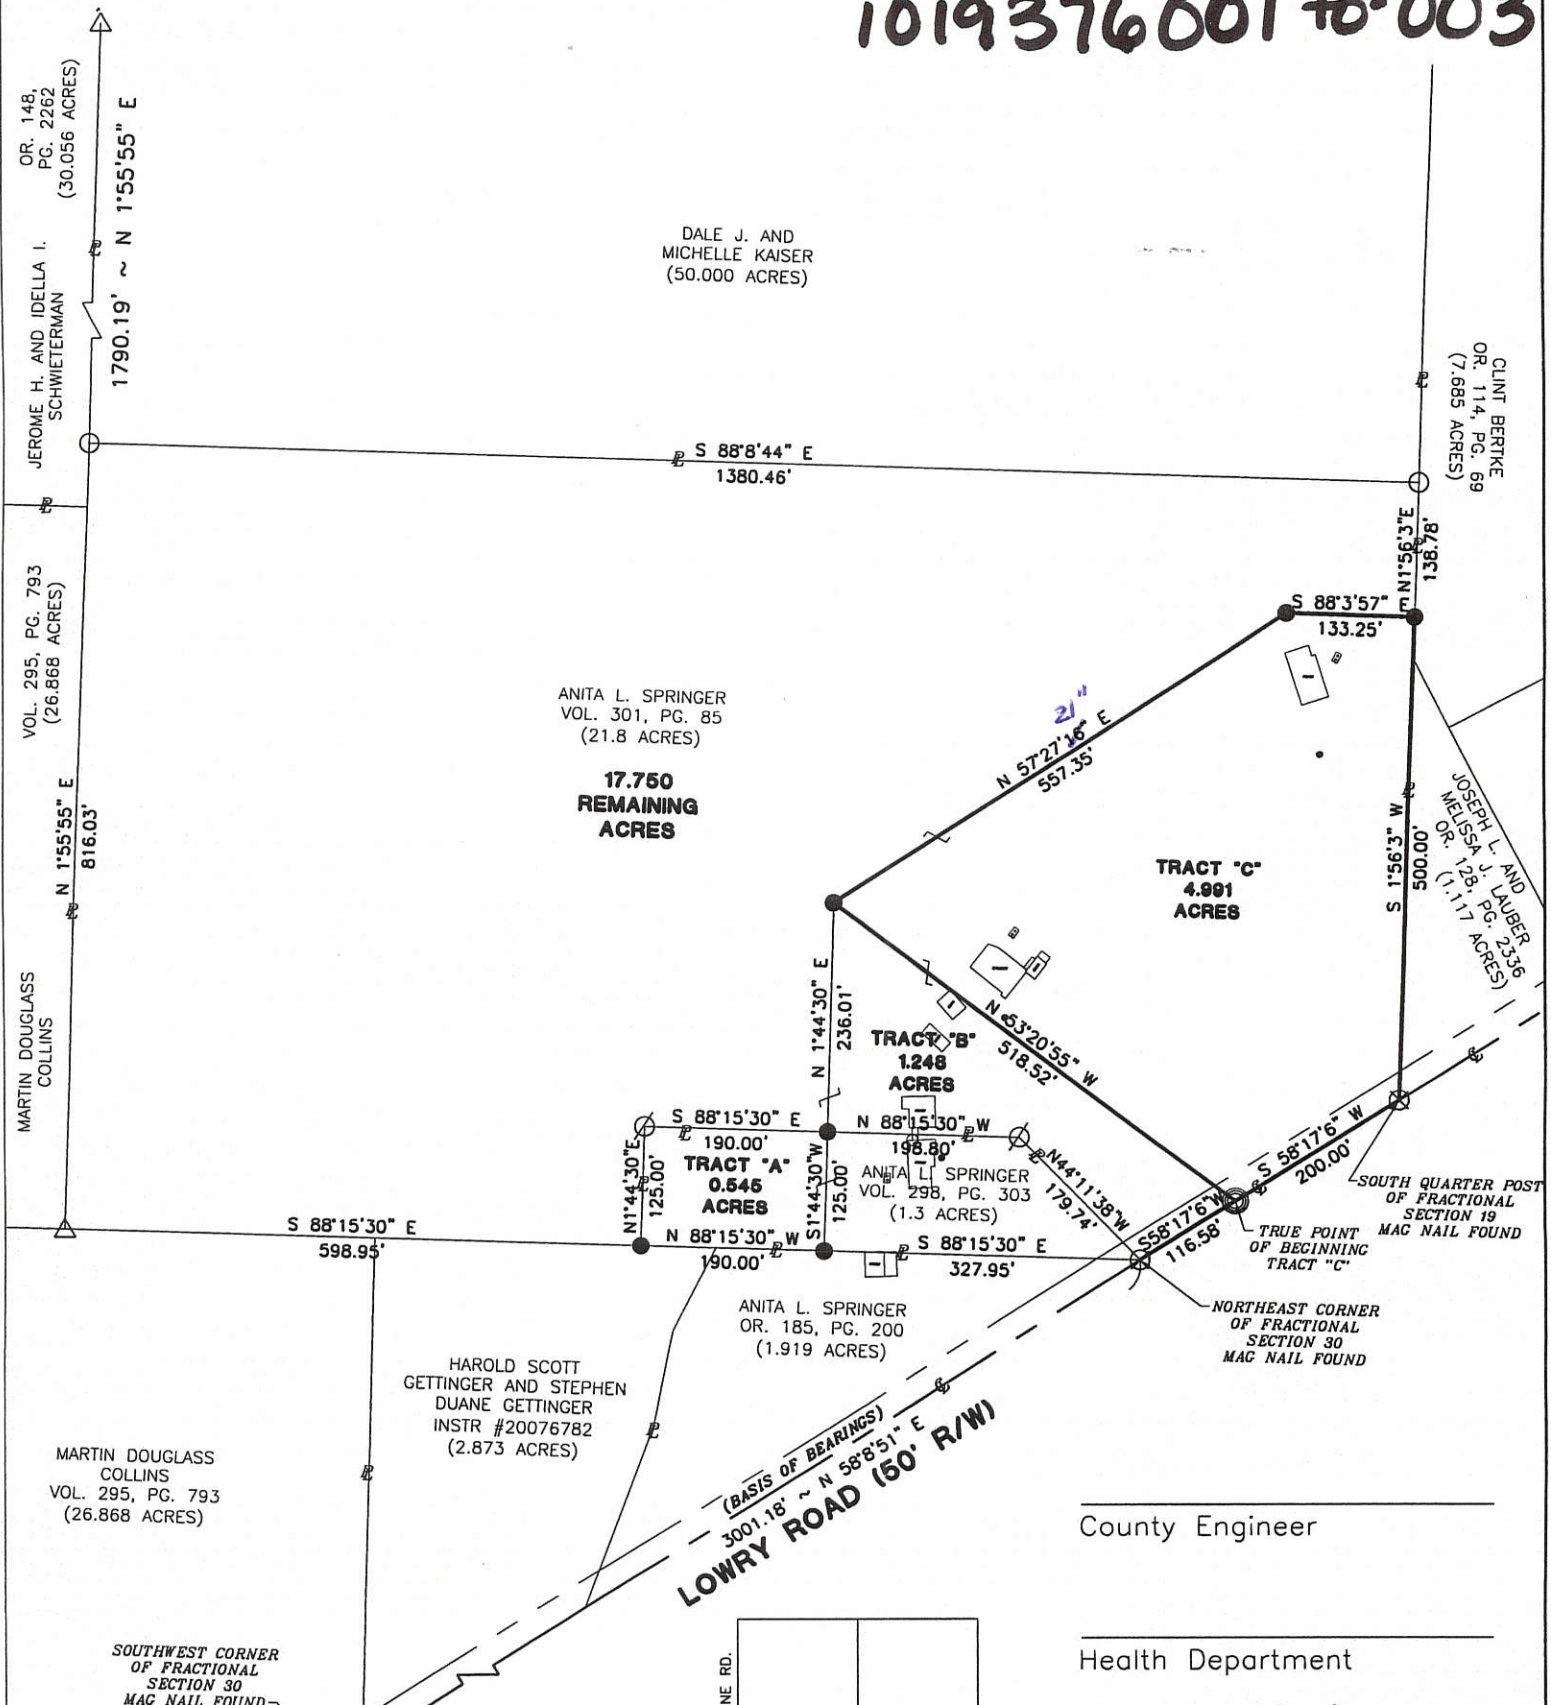 1019376001 to 003
OR. 148,
PG. 2262
(30.056 ACRES)
1790.19' ~ N 1°55'55" E
JEROME H. AND IDELLA I.
SCHWIETERMAN
DALE J. AND
MICHELLE KAISER
(50.000 ACRES)
CLINT BERTKE
OR. 114, PG. 69
(7.685 ACRES)
S 88°8'44" E
1380.46'
N1°56'3"E
138.78'
S 88°3'57" E
133.25'
VOL. 295, PG. 793
(26.868 ACRES)
N 1°55'55" E
816.03'
MARTIN DOUGLASS
COLLINS
ANITA L. SPRINGER
VOL. 301, PG. 85
(21.8 ACRES)
17.750
REMAINING
ACRES
21"
N 57°27'16" E
557.35'
TRACT "C"
4.991
ACRES
S 1°56'3" W
500.00'
JOSEPH L. AND
MELISSA J. LAUBER
OR. 128, PG. 2336
(1.117 ACRES)
N 1°44'30" E
236.01'
TRACT "B"
1.248
ACRES
N 53°20'55" W
518.52'
S 88°15'30" E
190.00'
N 88°15'30" W
198.80'
N1°44'30"E
125.00'
TRACT "A"
0.545
ACRES
S1°44'30"W
125.00'
ANITA L. SPRINGER
VOL. 298, PG. 303
(1.3 ACRES)
N44°11'38"W
179.74'
S 58°17'6" W
200.00'
S58°17'6"W
116.58'
SOUTH QUARTER POST
OF FRACTIONAL
SECTION 19
MAG NAIL FOUND
TRUE POINT
OF BEGINNING
TRACT "C"
S 88°15'30" E
598.95'
N 88°15'30" W
190.00'
S 88°15'30" E
327.95'
NORTHEAST CORNER
OF FRACTIONAL
SECTION 30
MAG NAIL FOUND
ANITA L. SPRINGER
OR. 185, PG. 200
(1.919 ACRES)
HAROLD SCOTT
GETTINGER AND STEPHEN
DUANE GETTINGER
INSTR #20076782
(2.873 ACRES)
MARTIN DOUGLASS
COLLINS
VOL. 295, PG. 793
(26.868 ACRES)
(BASIS OF BEARINGS)
3001.18' ~ N 58°8'51" E
LOWRY ROAD (50' R/W)
County Engineer
Health Department
SOUTHWEST CORNER
OF FRACTIONAL
SECTION 30
MAG NAIL FOUND
NE RD.